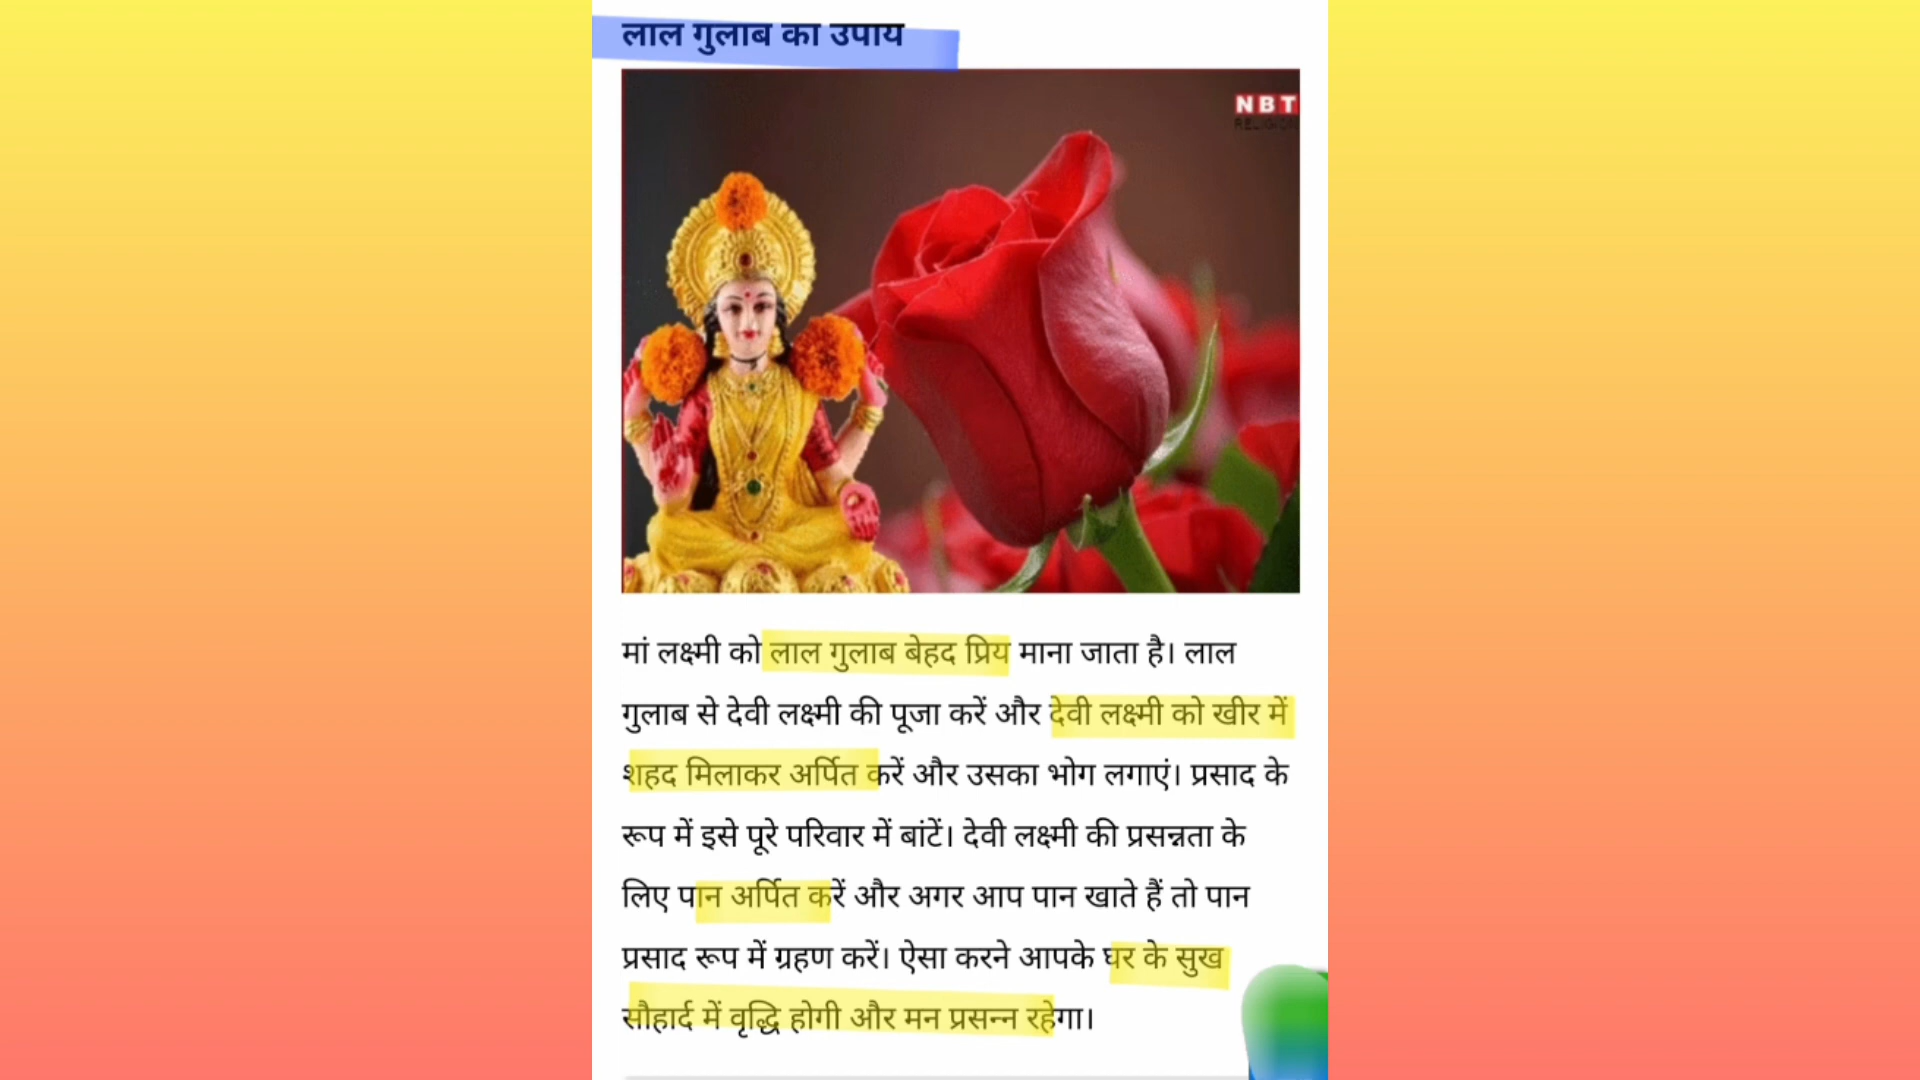 लाल गुलाब का उपाय
NBT
RELIGION
मां लक्ष्मी को लाल गुलाब बेहद प्रिय माना जाता है। लाल
गुलाब से देवी लक्ष्मी की पूजा करें और देवी लक्ष्मी को खीर में
शहद मिलाकर अर्पित करें और उसका भोग लगाएं। प्रसाद के
रूप में इसे पूरे परिवार में बांटें। देवी लक्ष्मी की प्रसन्नता के
लिए पान अर्पित करें और अगर आप पान खाते हैं तो पान
प्रसाद रूप में ग्रहण करें। ऐसा करने आपके घर के सुख
सौहार्द में वृद्धि होगी और मन प्रसन्न रहेगा।